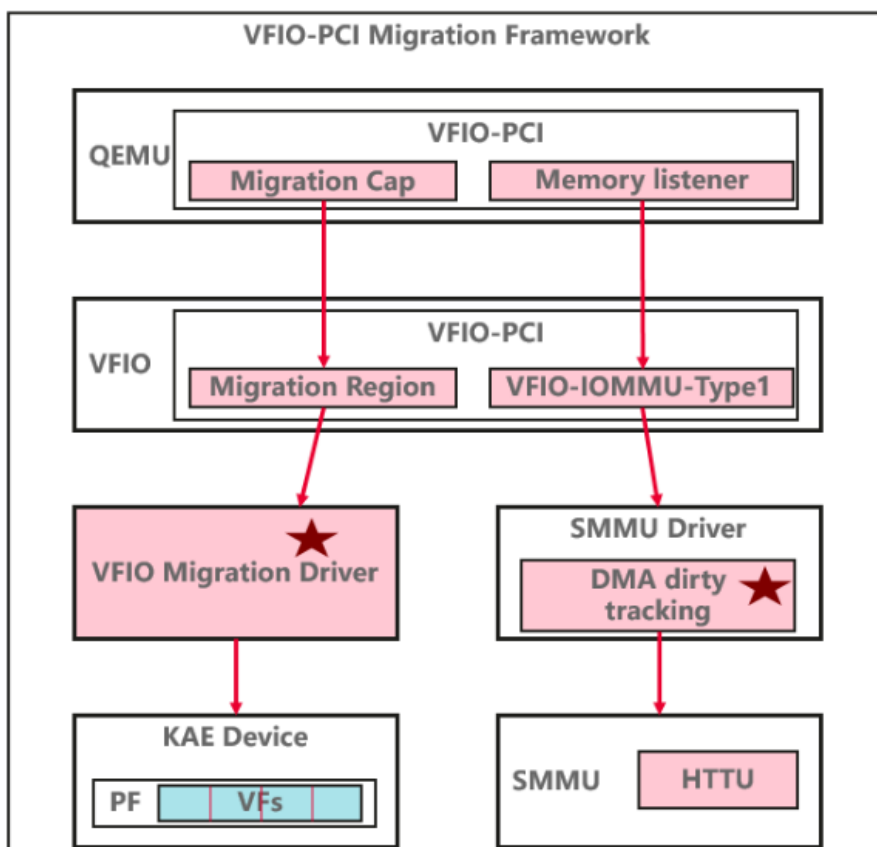 VFIO-PCI Migration Framework
QEMU
VFIO-PCI
Migration Cap
Memory listener
VFIO
VFIO-PCI
Migration Region
VFIO-IOMMU-Type1
VFIO Migration Driver
SMMU Driver
DMA dirty
tracking
KAE Device
PF
VFs
SMMU
HTTU